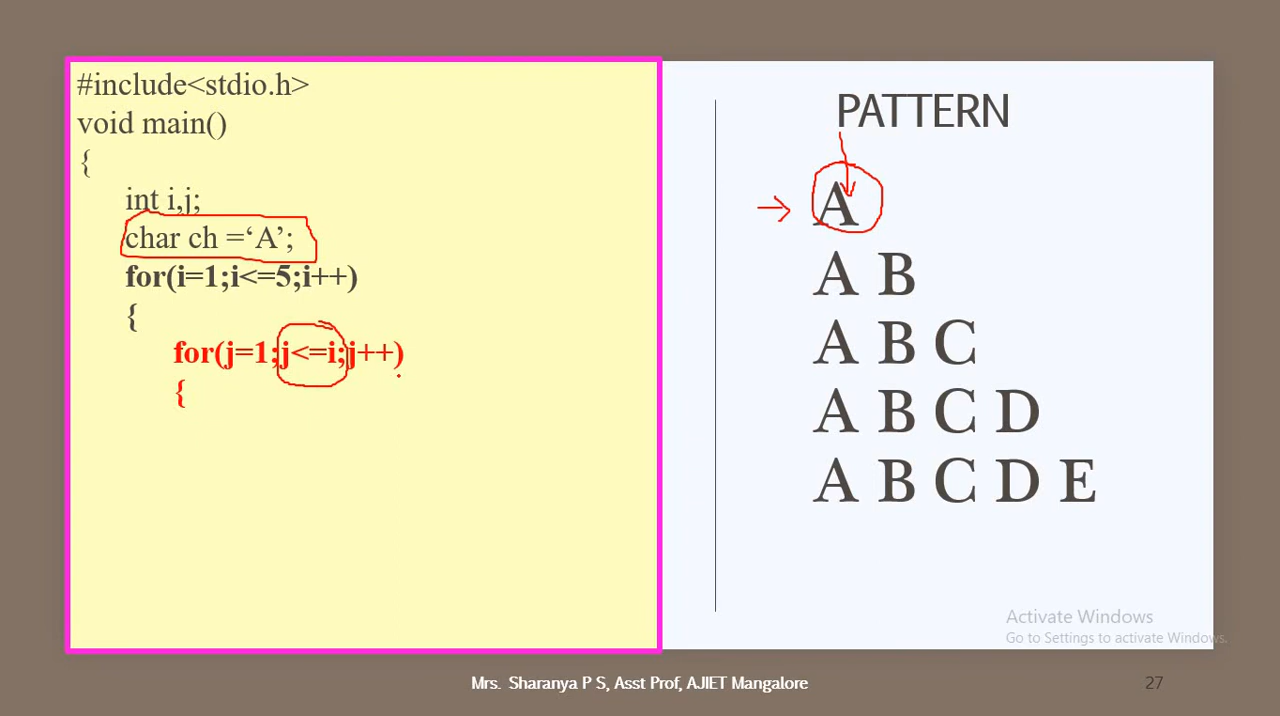 #include<stdio.h>
void main()
{
int i,j;
char ch =‘A’;
for(i=1;i<=5;i++)
{
for(j=1;j<=i;j++)
{
PATTERN
A
A B
A B C
A B C D
A B C D E
Activate Windows
Go to Settings to activate Windows.
Mrs. Sharanya P S, Asst Prof, AJIET Mangalore
27